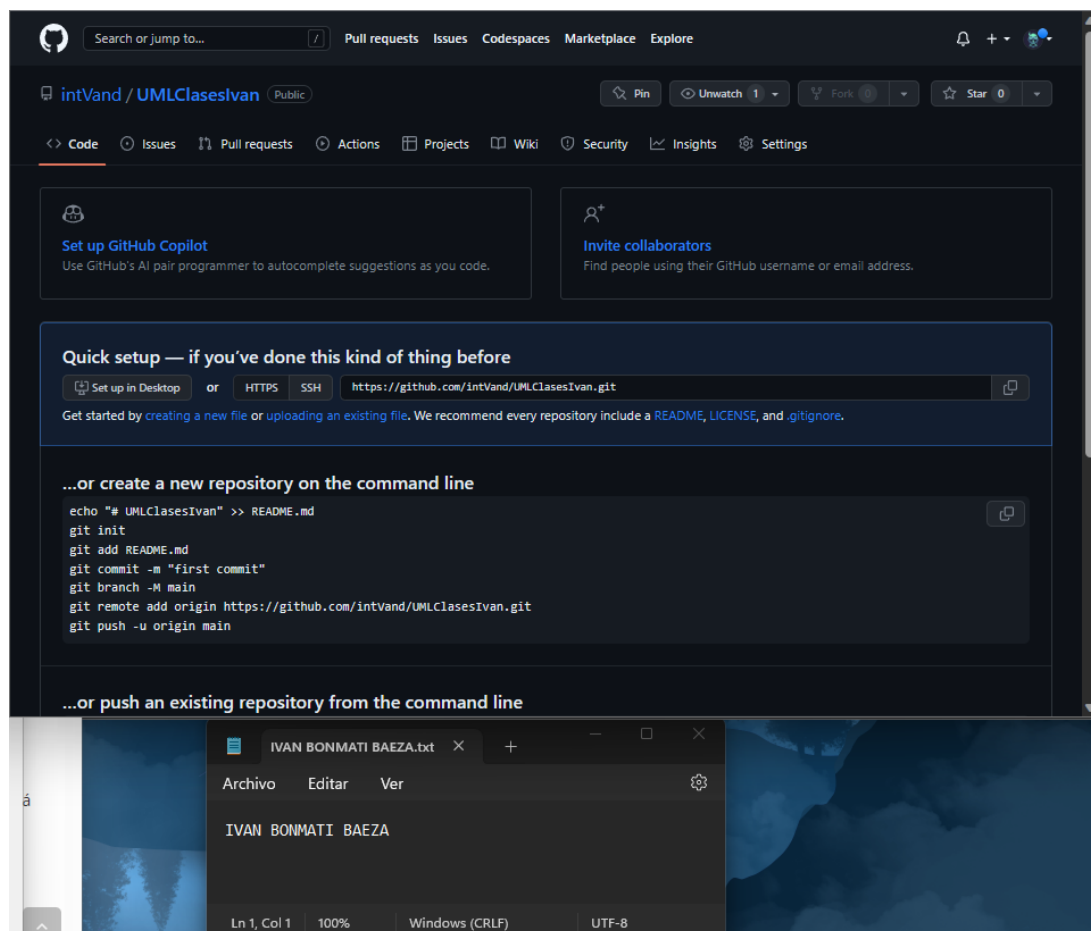 Search or jump to... / Pull requests Issues Codespaces Marketplace Explore
intVand / UMLClasesIvan Public Pin Unwatch 1 Fork 0 Star 0
Code Issues Pull requests Actions Projects Wiki Security Insights Settings
Set up GitHub Copilot
Use GitHub's AI pair programmer to autocomplete suggestions as you code.
Invite collaborators
Find people using their GitHub username or email address.
Quick setup — if you've done this kind of thing before
Set up in Desktop or HTTPS SSH https://github.com/intVand/UMLClasesIvan.git
Get started by creating a new file or uploading an existing file. We recommend every repository include a README, LICENSE, and .gitignore.
...or create a new repository on the command line
echo "# UMLClasesIvan" >> README.md
git init
git add README.md
git commit -m "first commit"
git branch -M main
git remote add origin https://github.com/intVand/UMLClasesIvan.git
git push -u origin main
...or push an existing repository from the command line
IVAN BONMATI BAEZA.txt
Archivo Editar Ver
á
IVAN BONMATI BAEZA
Ln 1, Col 1 100% Windows (CRLF) UTF-8